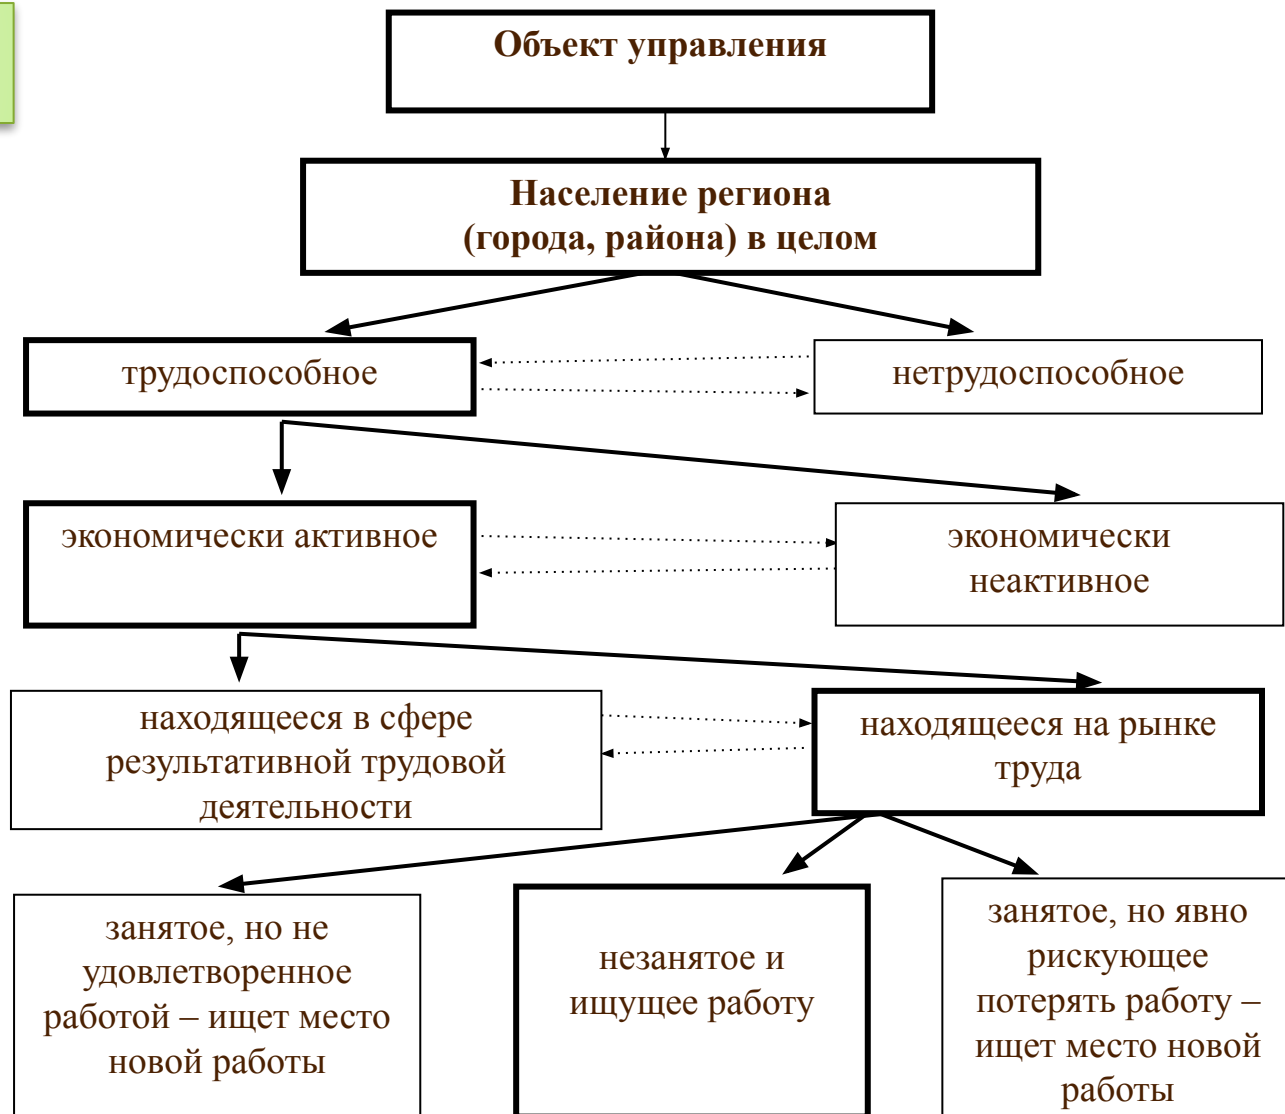 Объект управления
Население региона
(города, района) в целом
трудоспособное
нетрудоспособное
экономически активное
экономически
неактивное
находящееся в сфере
результативной трудовой
деятельности
находящееся на рынке
труда
занятое, но не
удовлетворенное
работой – ищет место
новой работы
незанятое и
ищущее работу
занятое, но явно
рискующее
потерять работу –
ищет место новой
работы